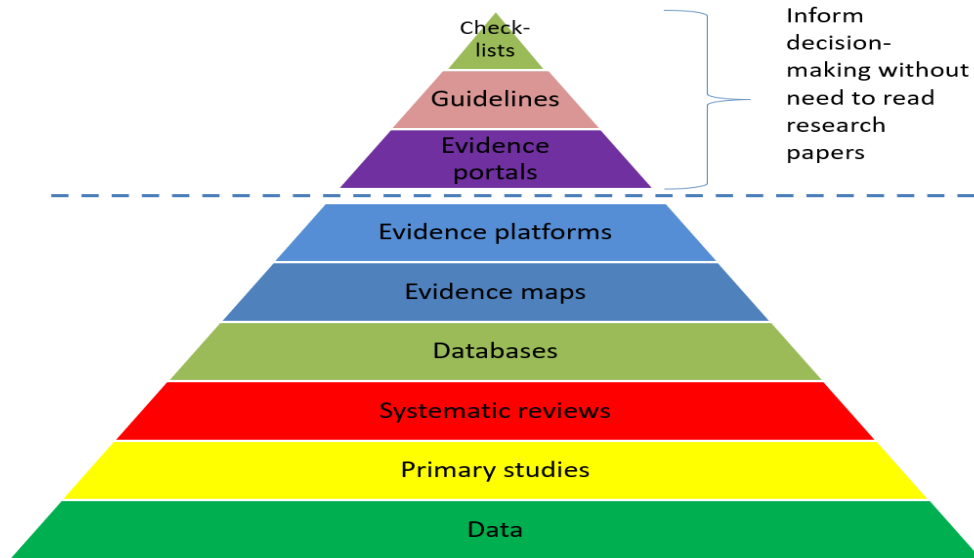 Check-
lists
Guidelines
Evidence
portals
Inform
decision-
making without
need to read
research
papers
Evidence platforms
Evidence maps
Databases
Systematic reviews
Primary studies
Data